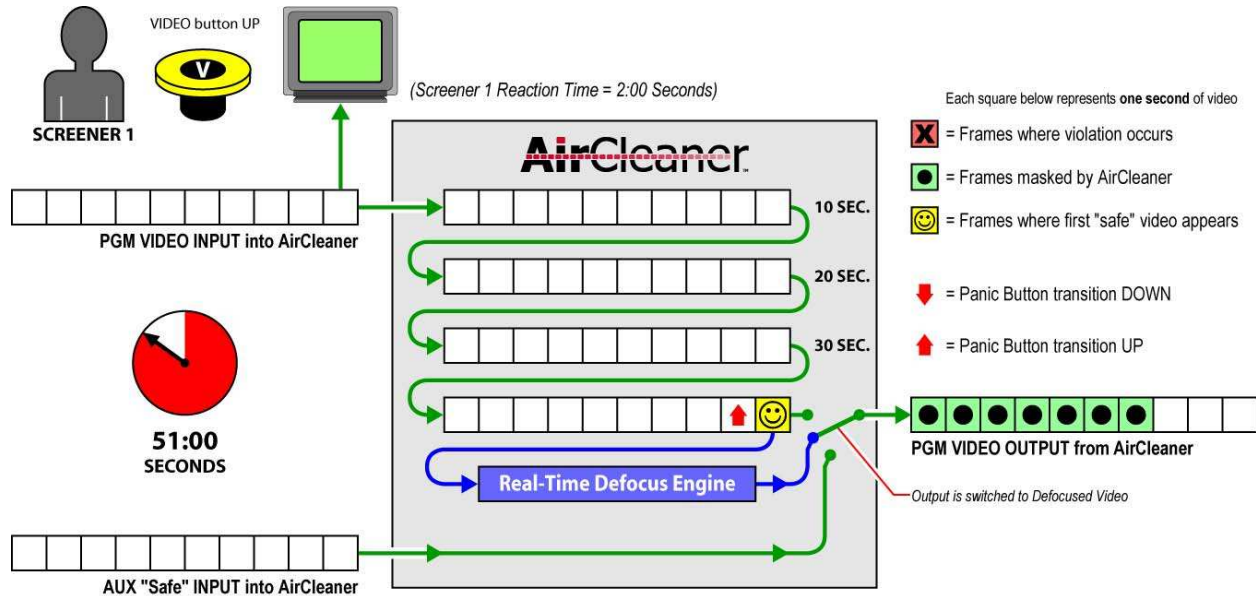 VIDEO button UP
V
SCREENER 1
(Screener 1 Reaction Time = 2:00 Seconds)
Each square below represents one second of video
X = Frames where violation occurs
= Frames masked by AirCleaner
= Frames where first "safe" video appears
= Panic Button transition DOWN
= Panic Button transition UP
AirCleaner™
PGM VIDEO INPUT into AirCleaner
10 SEC.
20 SEC.
30 SEC.
51:00
SECONDS
Real-Time Defocus Engine
PGM VIDEO OUTPUT from AirCleaner
Output is switched to Defocused Video
AUX "Safe" INPUT into AirCleaner